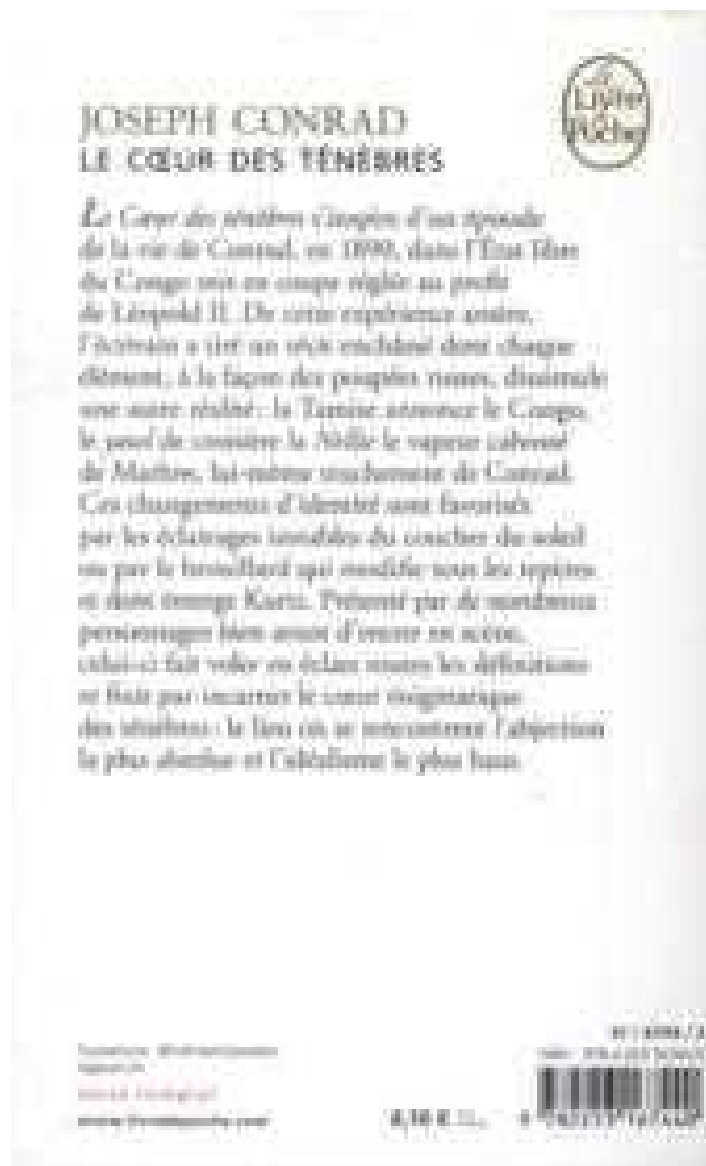 Le
Livre
de
Poche
JOSEPH CONRAD
LE CŒUR DES TÉNÈBRES
Le Cœur des ténèbres s'inspire d'un épisode
de la vie de Conrad, en 1890, dans l'État libre
du Congo mis en coupe réglée au profit
de Léopold II. De cette expérience amère,
l'écrivain a tiré un récit enchâssé dont chaque
élément, à la façon des poupées russes, dissimule
une autre réalité : la Tamise annonce le Congo,
le yawl de croisière la Nellie le vapeur cabossé
de Marlow, lui-même truchement de Conrad.
Ces changements d'identité sont favorisés
par les éclairages instables du coucher du soleil
ou par le brouillard qui modifie tous les repères
et dont émerge Kurtz. Présenté par de nombreux
personnages bien avant d'entrer en scène,
celui-ci fait voler en éclats toutes les définitions
et finit par incarner le cœur énigmatique
des ténèbres : le lieu où se rencontrent l'abjection
la plus absolue et l'idéalisme le plus haut.
www.livredepoche.com